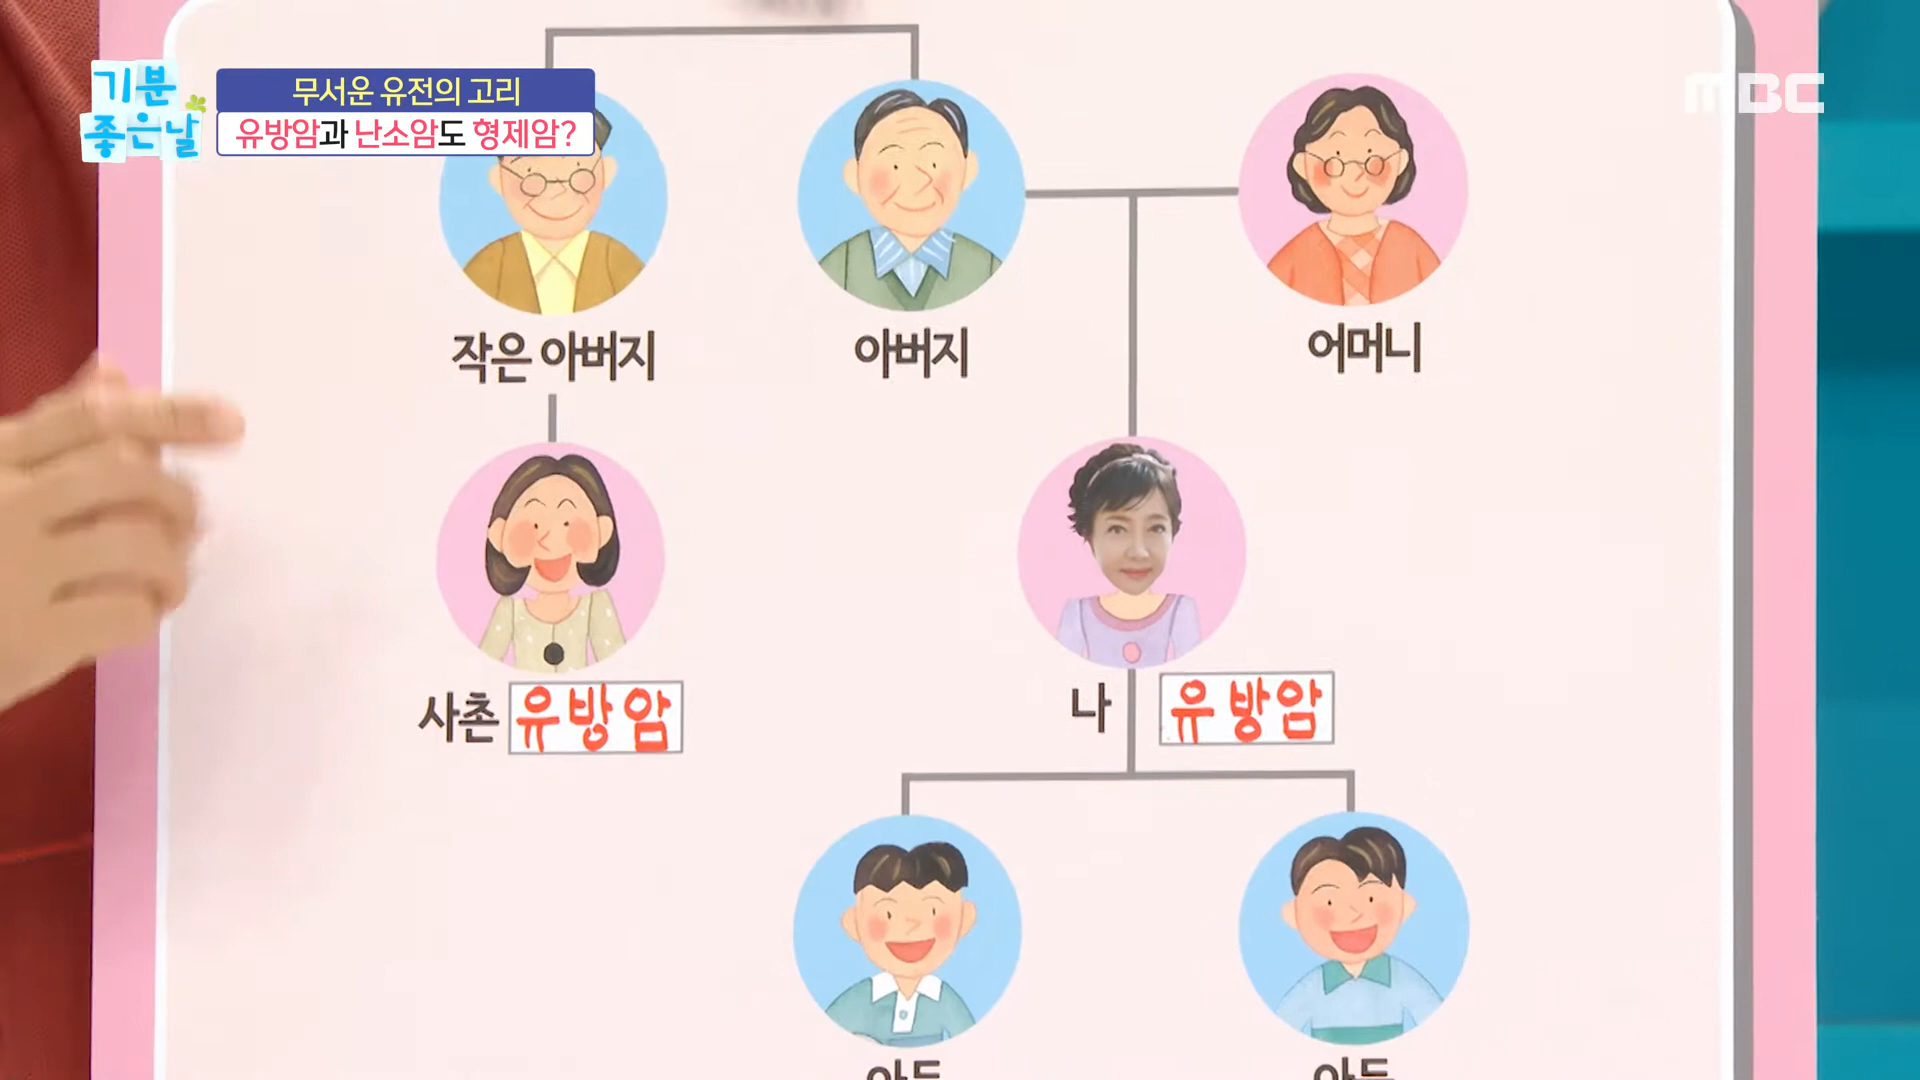 기분
좋은날
무서운 유전의 고리
유방암과 난소암도 형제암?
MBC
작은 아버지
아버지
어머니
사촌 유방암
나 유방암